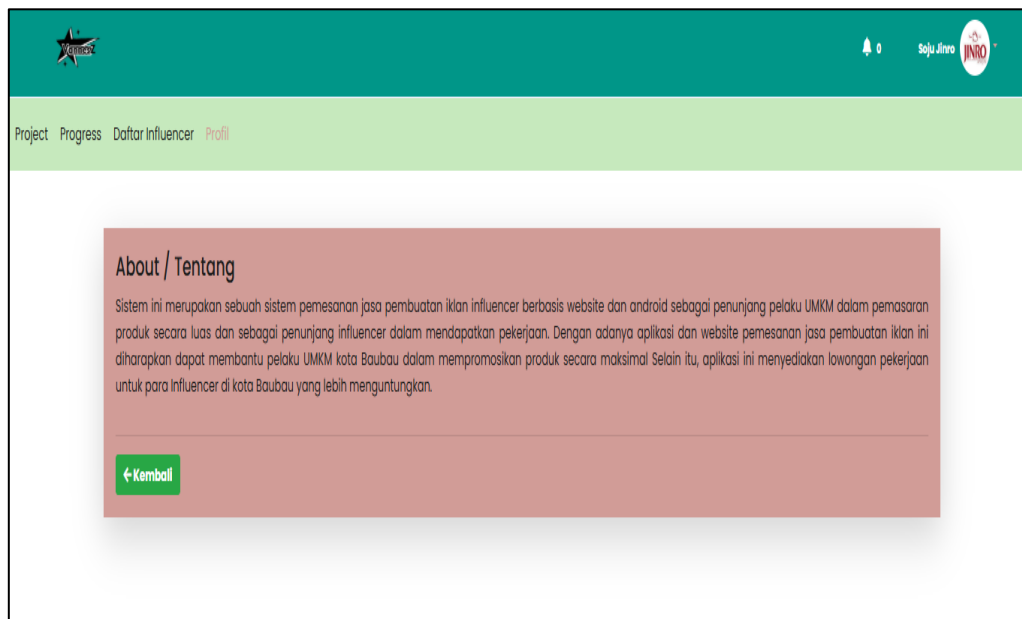 0
Soju Jinro
JINRO
Project Progress Daftar Influencer Profil
About / Tentang
Sistem ini merupakan sebuah sistem pemesanan jasa pembuatan iklan influencer berbasis website dan android sebagai penunjang pelaku UMKM dalam pemasaran
produk secara luas dan sebagai penunjang influencer dalam mendapatkan pekerjaan. Dengan adanya aplikasi dan website pemesanan jasa pembuatan iklan ini
diharapkan dapat membantu pelaku UMKM kota Baubau dalam mempromosikan produk secara maksimal Selain itu, aplikasi ini menyediakan lowongan pekerjaan
untuk para Influencer di kota Baubau yang lebih menguntungkan.
Kembali